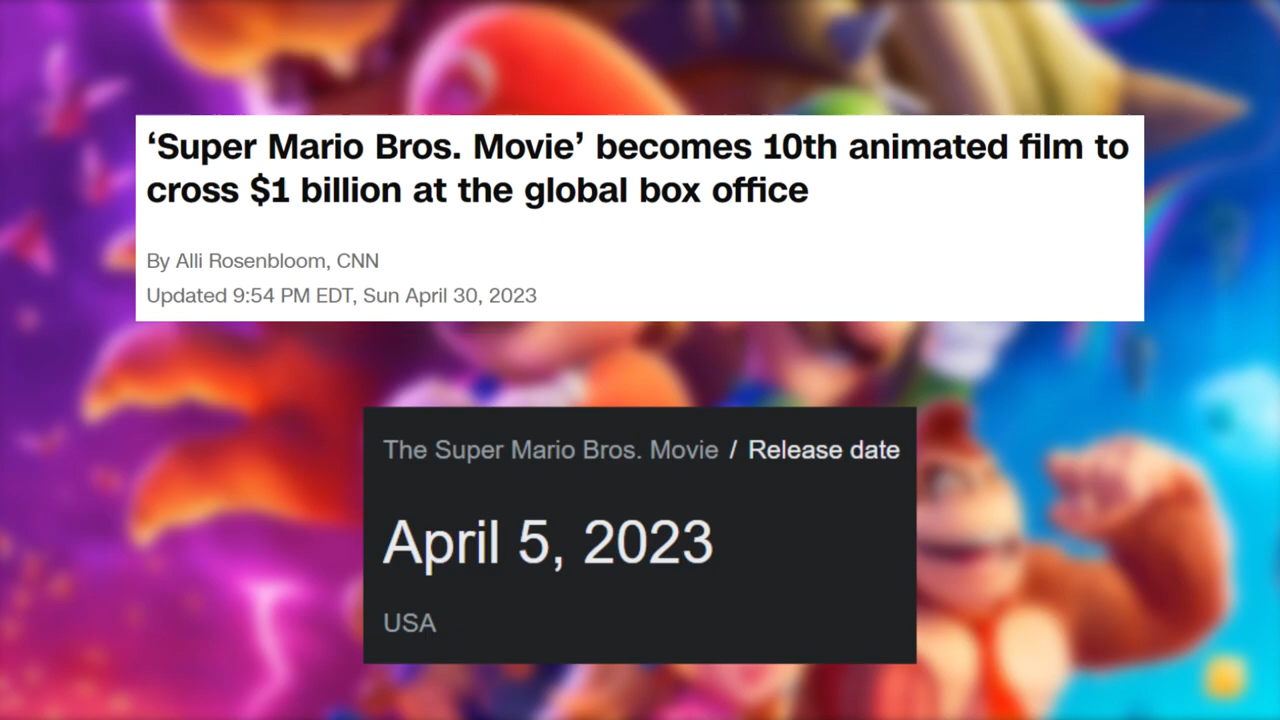 ‘Super Mario Bros. Movie’ becomes 10th animated film to
cross $1 billion at the global box office
By Alli Rosenbloom, CNN
Updated 9:54 PM EDT, Sun April 30, 2023
The Super Mario Bros. Movie / Release date
April 5, 2023
USA